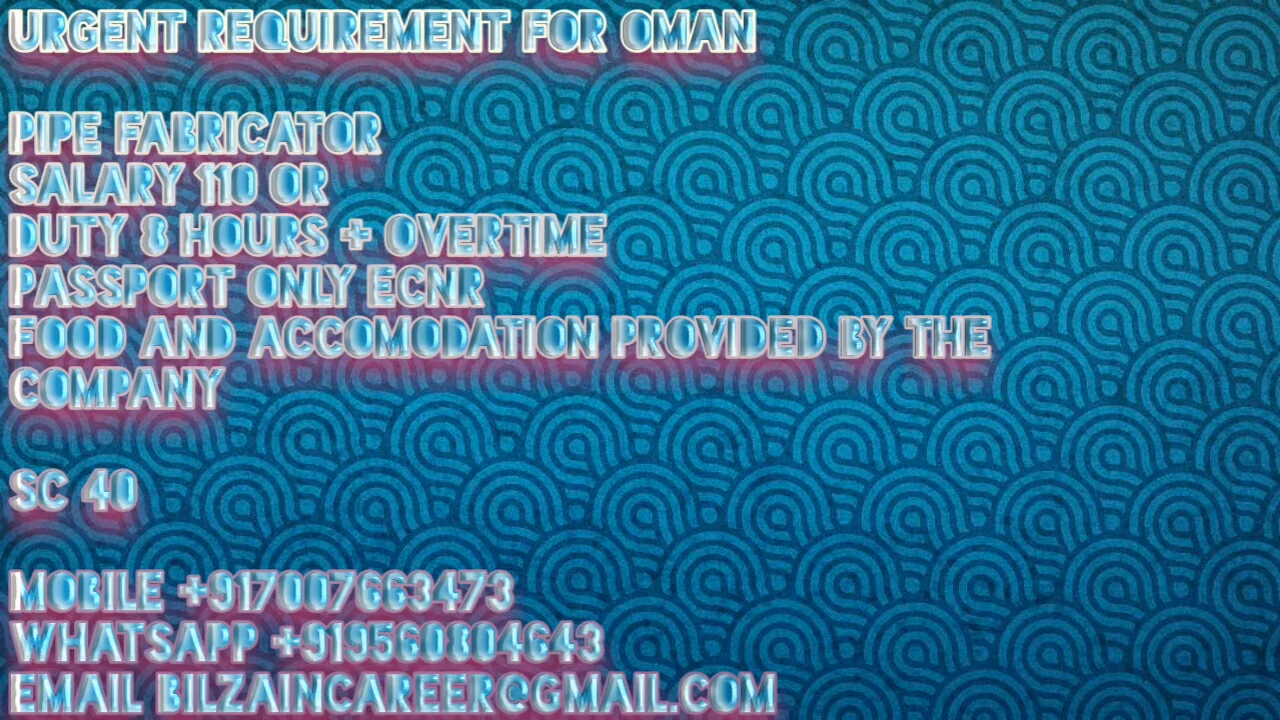 URGENT REQUIREMENT FOR OMAN
PIPE FABRICATOR
SALARY 110 OR
DUTY 8 HOURS + OVERTIME
PASSPORT ONLY ECNR
FOOD AND ACCOMODATION PROVIDED BY THE
COMPANY
SC 40
MOBILE +917007663473
WHATSAPP +919560804643
EMAIL BILZAINCAREER@GMAIL.COM